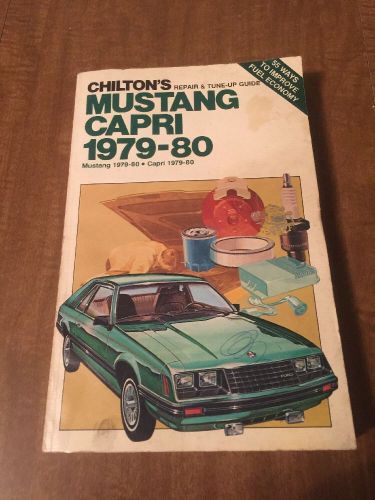 CHILTON'S REPAIR & TUNE-UP GUIDE
MUSTANG
CAPRI
1979-80
Mustang 1979-80 • Capri 1979-80
55 WAYS
TO IMPROVE
FUEL ECONOMY
FORD